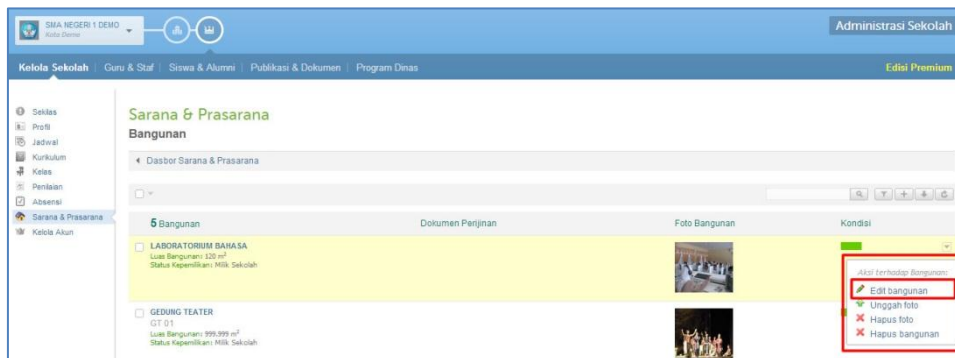 SMA NEGERI 1 DEMO
Kota Demo
Administrasi Sekolah
Kelola Sekolah Guru & Staf Siswa & Alumni Publikasi & Dokumen Program Dinas Edisi Premium
Sekilas
Profil
Jadwal
Kurikulum
Kelas
Penilaian
Absensi
Sarana & Prasarana
Kelola Akun
Sarana & Prasarana
Bangunan
Dasbor Sarana & Prasarana
5 Bangunan Dokumen Perijinan Foto Bangunan Kondisi
LABORATORIUM BAHASA
Luas Bangunan: 120 m²
Status Kepemilikan: Milik Sekolah
Aksi terhadap Bangunan:
Edit bangunan
Unggah foto
Hapus foto
Hapus bangunan
GEDUNG TEATER
GT 01
Luas Bangunan: 999.999 m²
Status Kepemilikan: Milik Sekolah